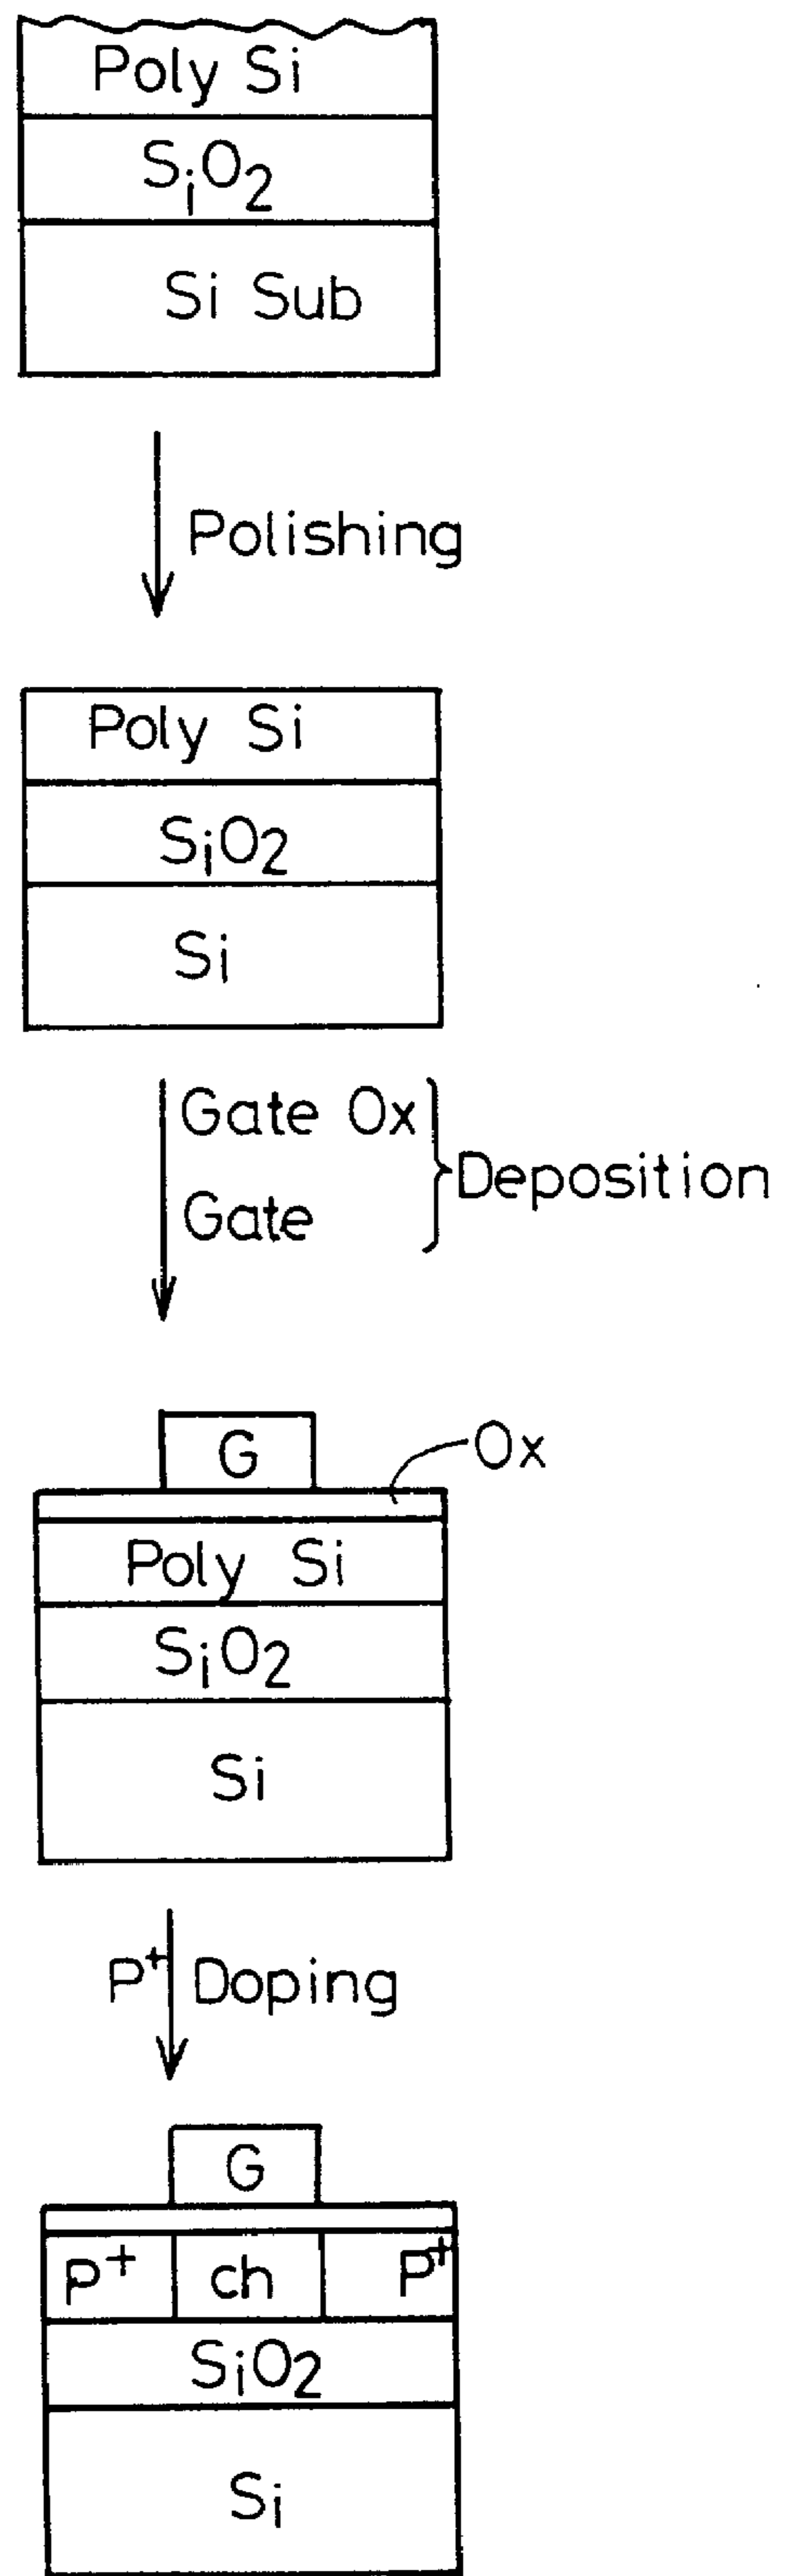 Poly Si
SiO2
Si Sub
Polishing
Poly Si
SiO2
Si
Gate Ox
Deposition
Gate
G
Ox
Poly Si
SiO2
Si
P+ Doping
G
P+ ch P+
SiO2
Si